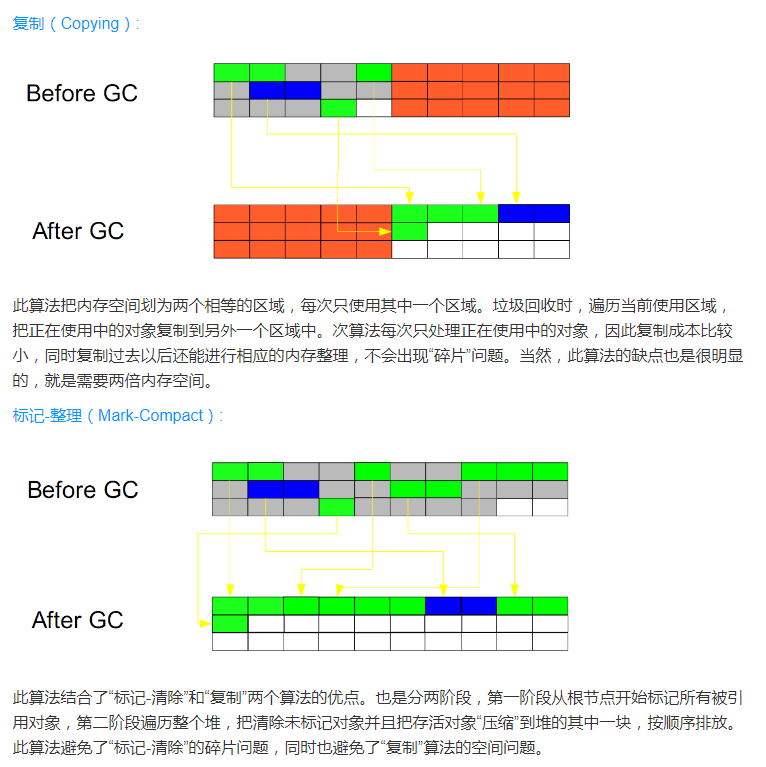 复制（Copying）:
Before GC
After GC
此算法把内存空间划为两个相等的区域，每次只使用其中一个区域。垃圾回收时，遍历当前使用区域，
把正在使用中的对象复制到另外一个区域中。次算法每次只处理正在使用中的对象，因此复制成本比较
小，同时复制过去以后还能进行相应的内存整理，不会出现“碎片”问题。当然，此算法的缺点也是很明显
的，就是需要两倍内存空间。
标记-整理（Mark-Compact）:
Before GC
After GC
此算法结合了“标记-清除”和“复制”两个算法的优点。也是分两阶段，第一阶段从根节点开始标记所有被引
用对象，第二阶段遍历整个堆，把清除未标记对象并且把存活对象“压缩”到堆的其中一块，按顺序排放。
此算法避免了“标记-清除”的碎片问题，同时也避免了“复制”算法的空间问题。